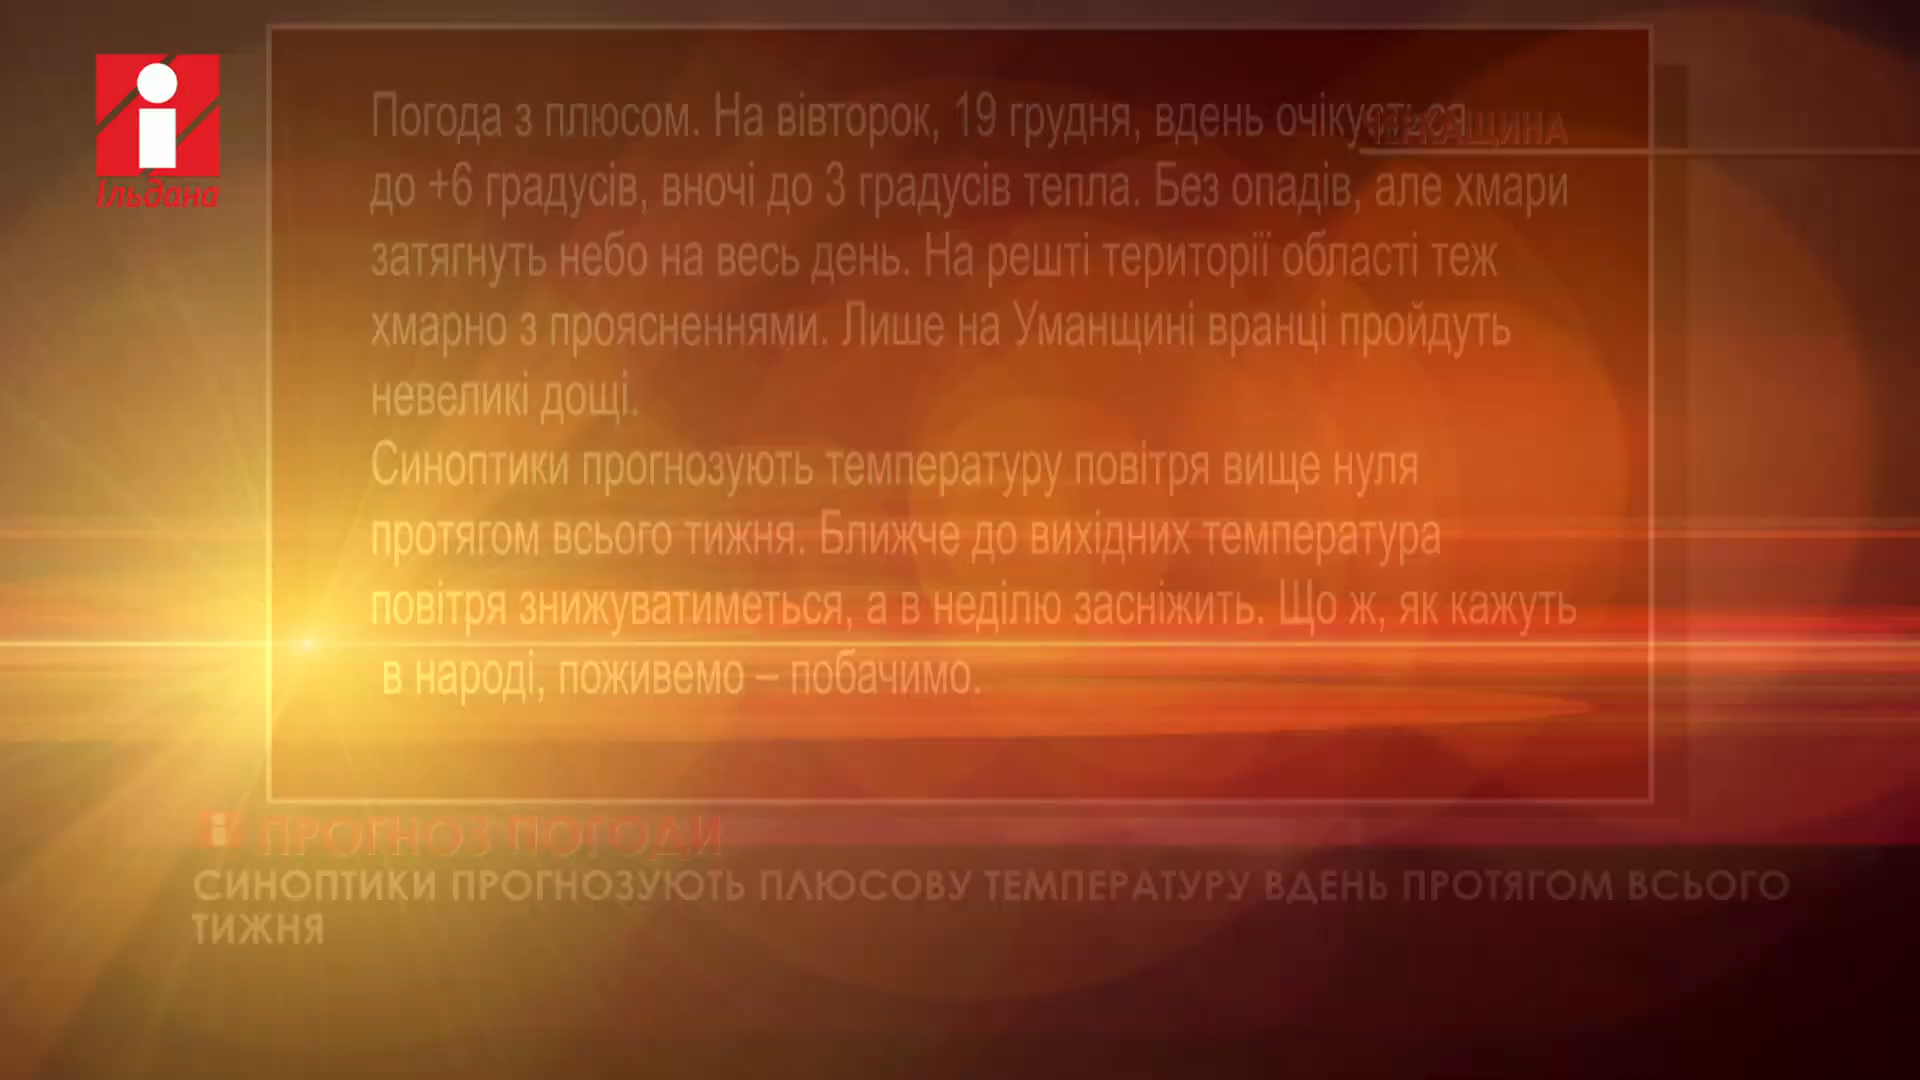 Ільдана
Погода з плюсом. На вівторок, 19 грудня, вдень очікується
ЧЕРКАЩИНА
до +6 градусів, вночі до 3 градусів тепла. Без опадів, але хмари
затягнуть небо на весь день. На решті території області теж
хмарно з проясненнями. Лише на Уманщині вранці пройдуть
невеликі дощі.
Синоптики прогнозують температуру повітря вище нуля
протягом всього тижня. Ближче до вихідних температура
повітря знижуватиметься, а в неділю засніжить. Що ж, як кажуть
в народі, поживемо – побачимо.
ПРОГНОЗ ПОГОДИ
СИНОПТИКИ ПРОГНОЗУЮТЬ ПЛЮСОВУ ТЕМПЕРАТУРУ ВДЕНЬ ПРОТЯГОМ ВСЬОГО
ТИЖНЯ